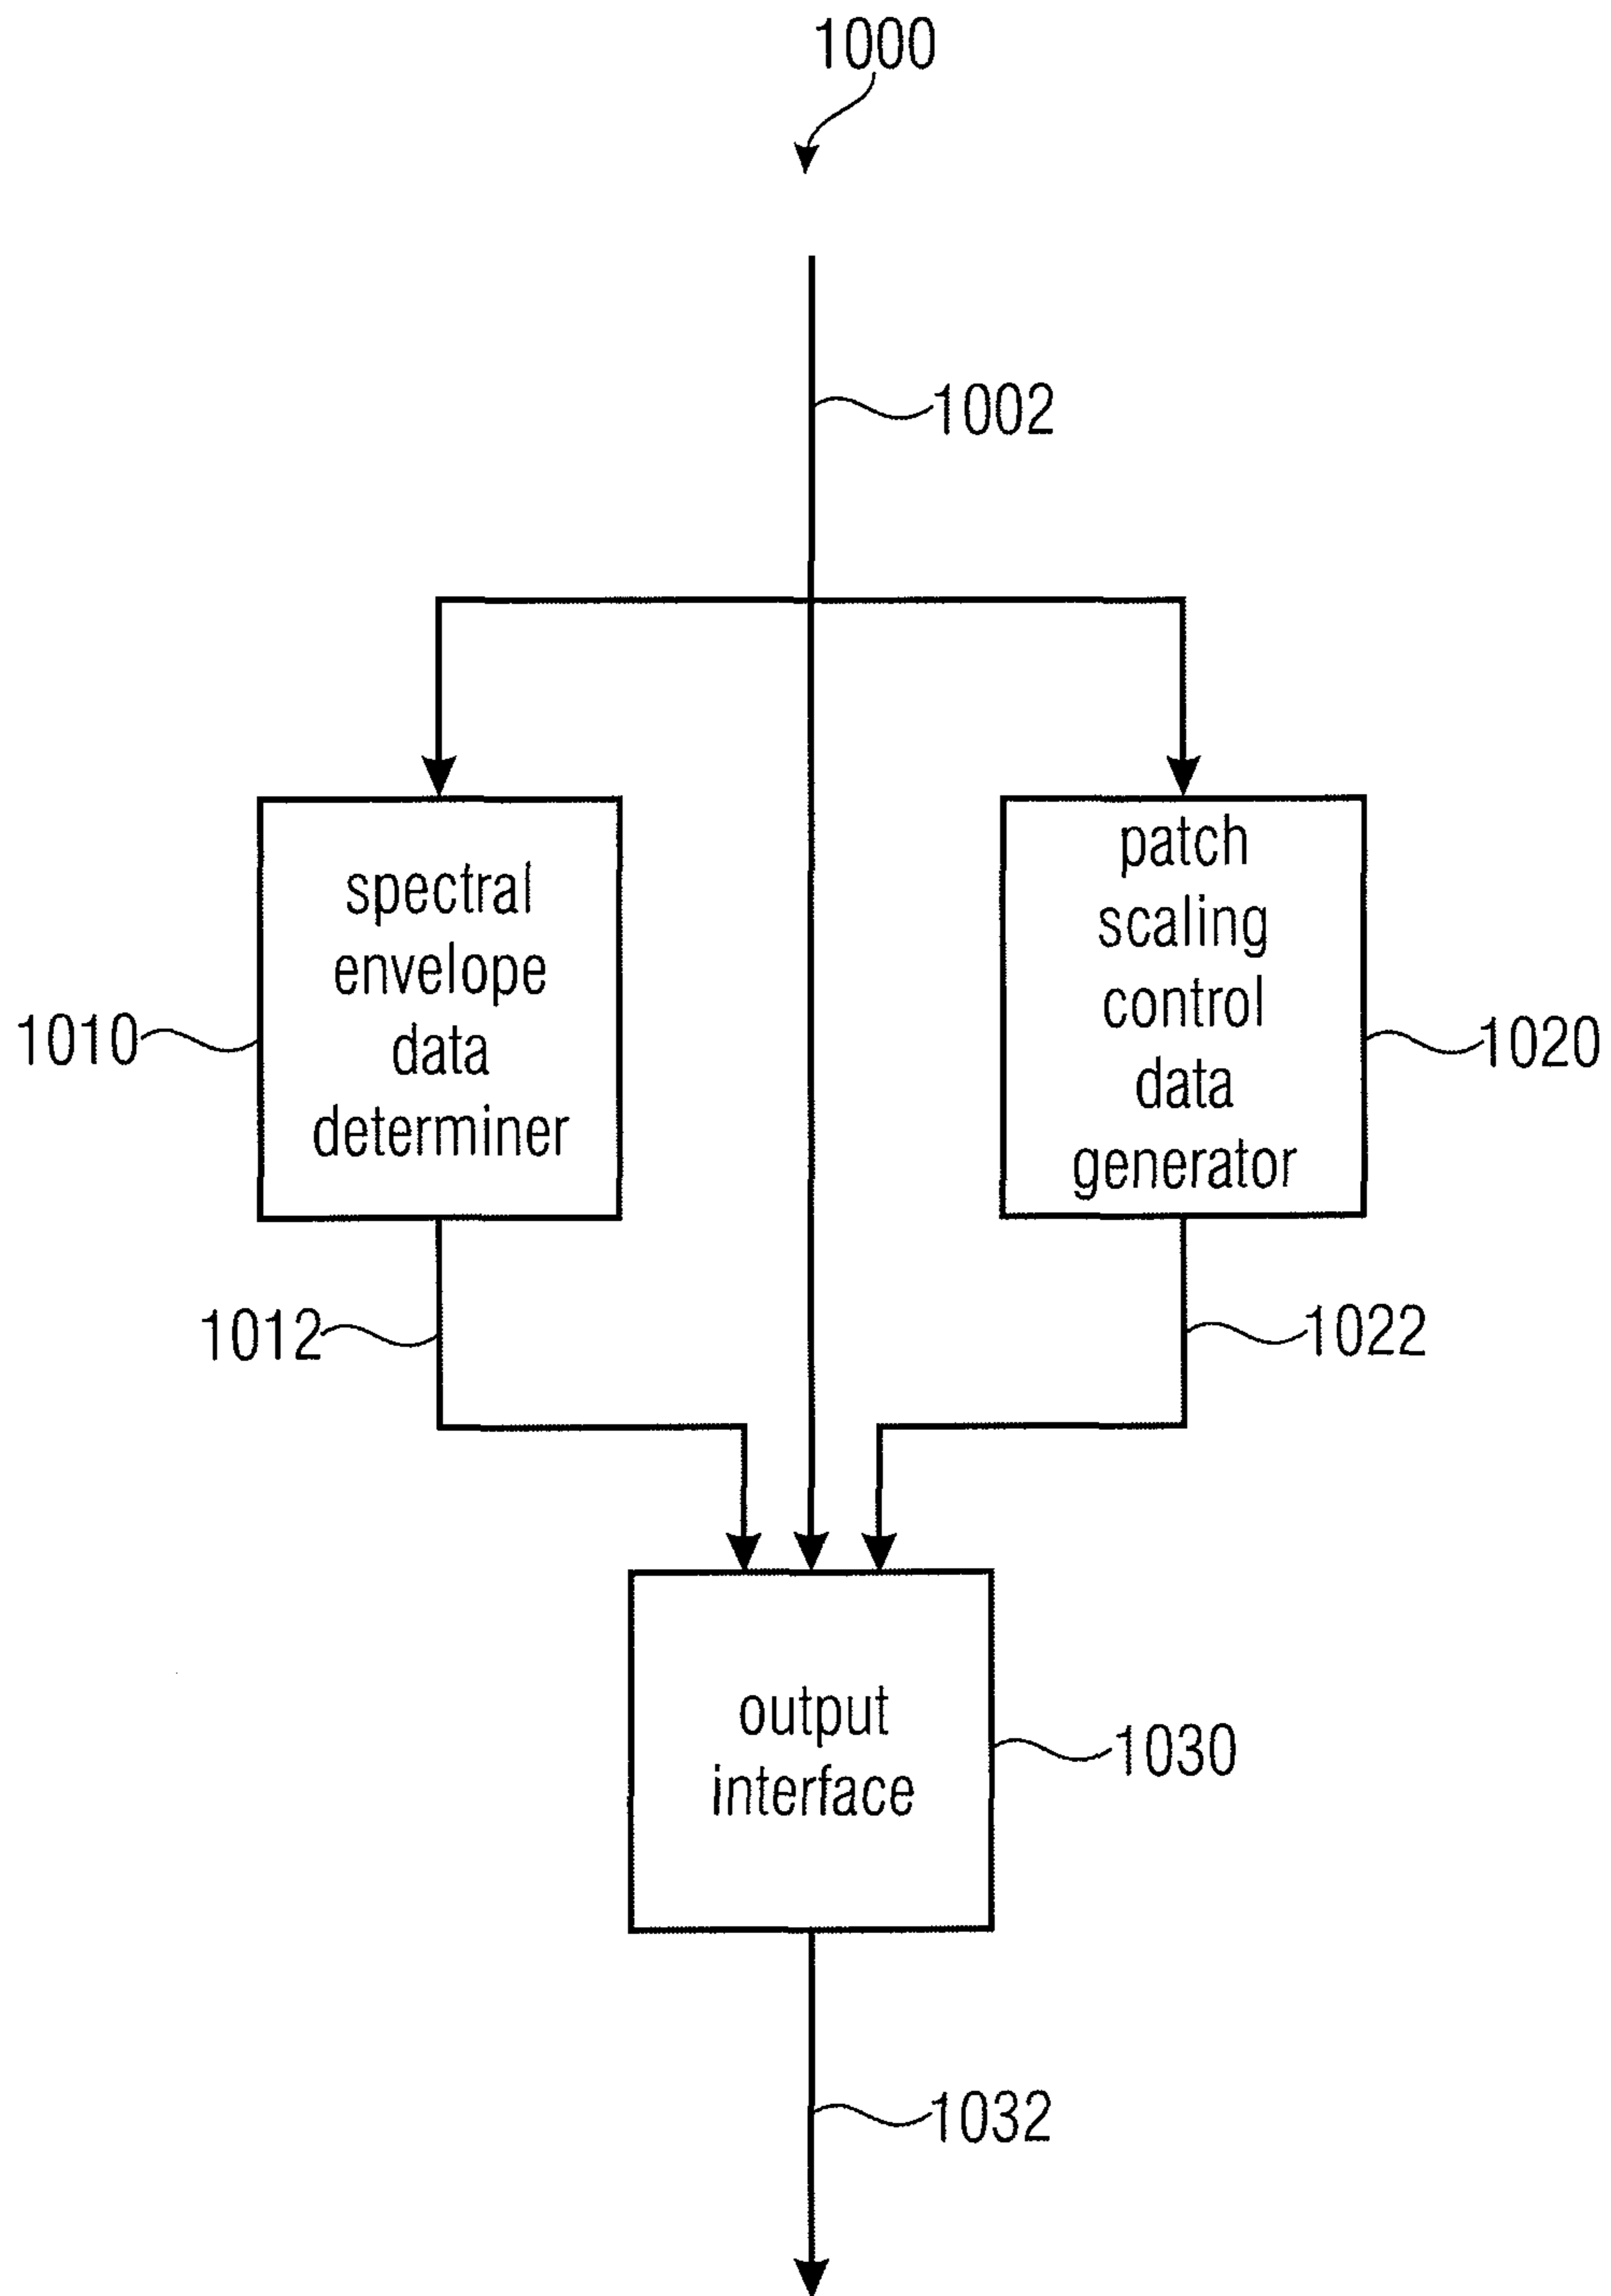 1000
1002
spectral
envelope
data
determiner
1010
patch
scaling
control
data
generator
1020
1012
1022
output
interface
1030
1032